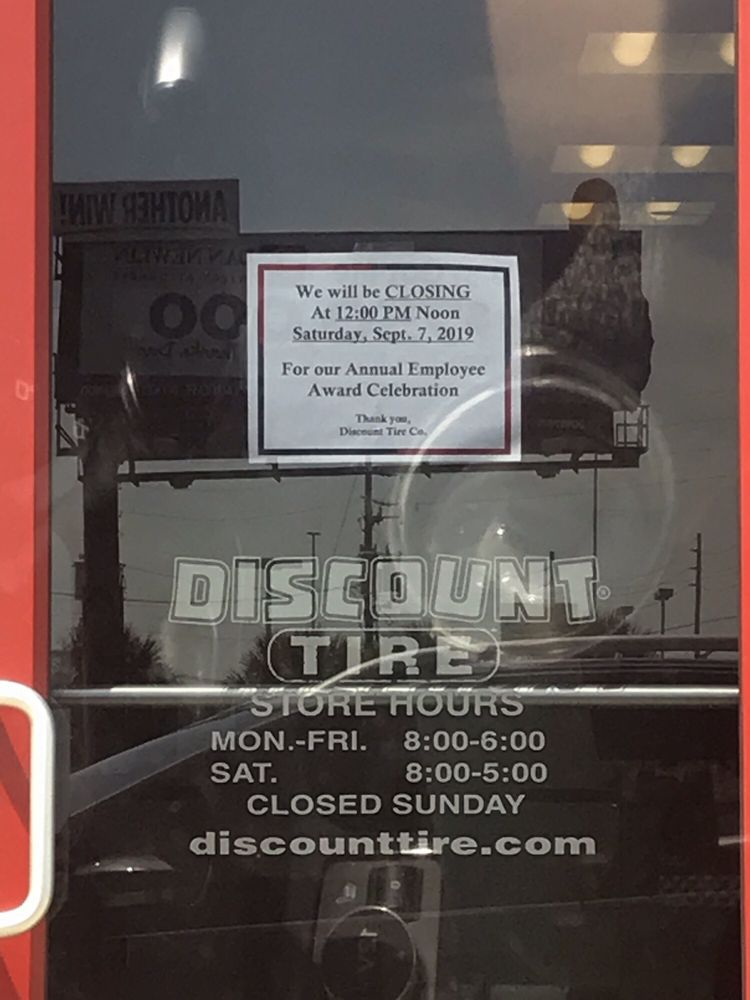 ANOTHER WIN!
We will be CLOSING
At 12:00 PM Noon
Saturday, Sept. 7, 2019
For our Annual Employee
Award Celebration
Thank you,
Discount Tire Co.
DISCOUNT®
TIRE
STORE HOURS
MON.-FRI. 8:00-6:00
SAT. 8:00-5:00
CLOSED SUNDAY
discounttire.com